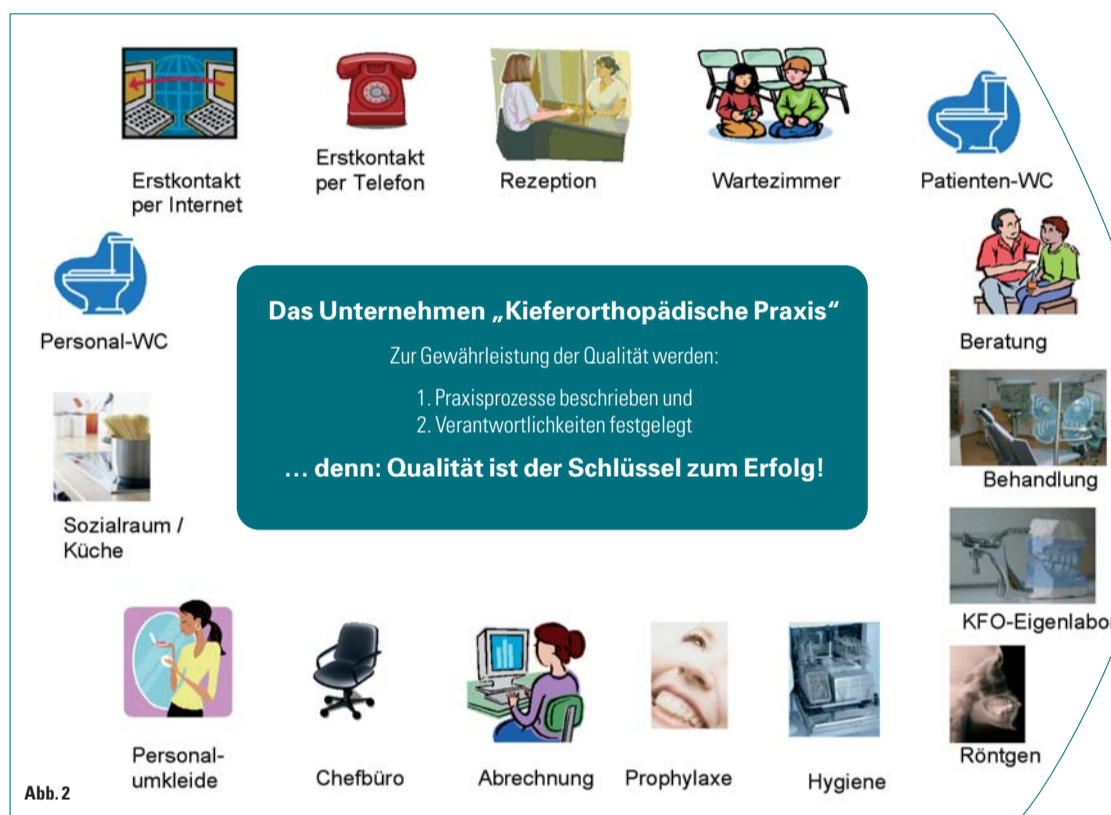 Erstkontakt
per Internet
Erstkontakt
per Telefon
Rezeption
Wartezimmer
Patienten-WC
Personal-WC
Das Unternehmen „Kieferorthopädische Praxis“
Zur Gewährleistung der Qualität werden:
1. Praxisprozesse beschrieben und
2. Verantwortlichkeiten festgelegt
… denn: Qualität ist der Schlüssel zum Erfolg!
Beratung
Behandlung
Sozialraum /
Küche
KFO-Eigenlabor
Personal-
umkleide
Chefbüro
Abrechnung
Prophylaxe
Hygiene
Röntgen
Abb. 2